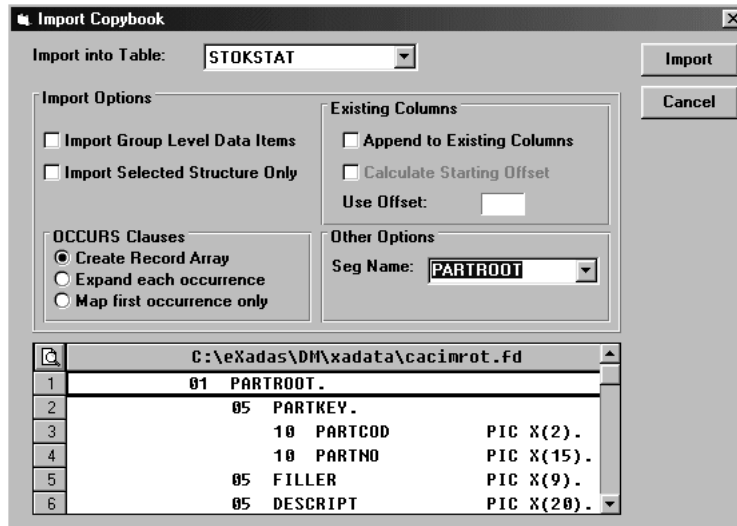 Import Copybook
Import into Table: STOKSTAT
Import
Cancel
Import Options
Import Group Level Data Items
Import Selected Structure Only
Existing Columns
Append to Existing Columns
Calculate Starting Offset
Use Offset:
OCCURS Clauses
Create Record Array
Expand each occurrence
Map first occurrence only
Other Options
Seg Name: PARTROOT
C:\eXadas\DM\xadata\cacimrot.fd
1 01 PARTROOT.
2 05 PARTKEY.
3 10 PARTCOD PIC X(2).
4 10 PARTNO PIC X(15).
5 05 FILLER PIC X(9).
6 05 DESCRIPT PIC X(20).